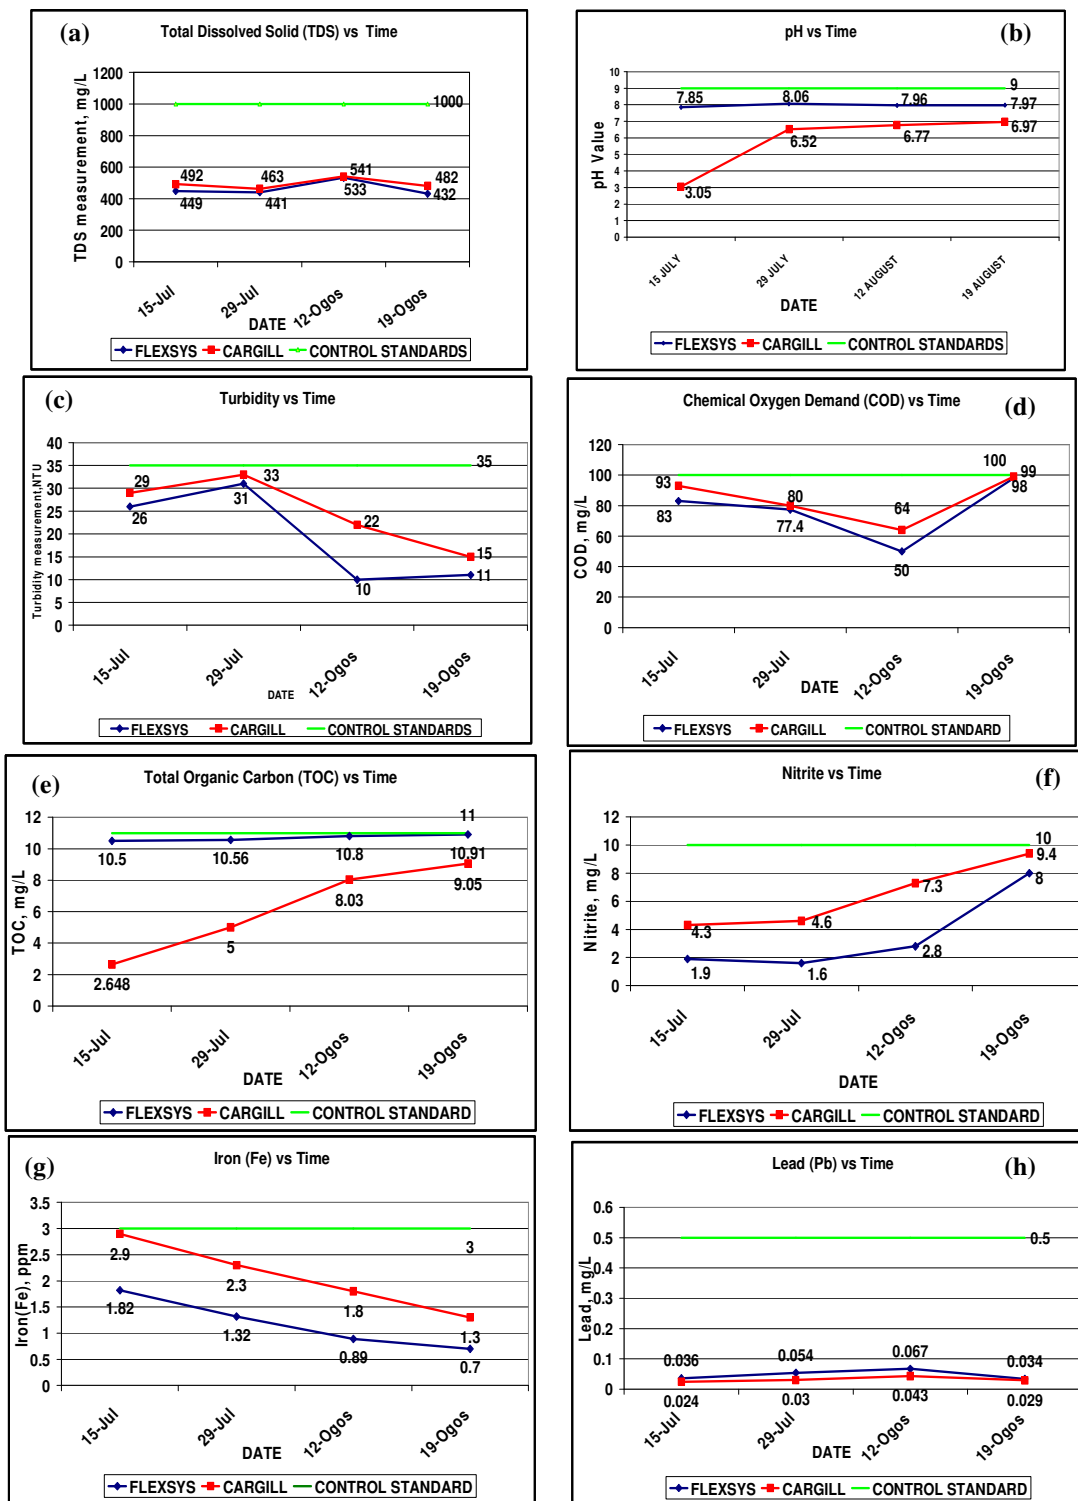 (a)
Total Dissolved Solid (TDS) vs Time
TDS measurement, mg/L
1200
1000
800
600
400
200
0
1000
492
463
541
482
449
441
533
432
15-Jul
29-Jul
12-Ogos
19-Ogos
DATE
FLEXSYS CARGILL CONTROL STANDARDS
(b)
pH vs Time
pH Value
10
9
8
7
6
5
4
3
2
1
0
9
7.85
8.06
7.96
7.97
3.05
6.52
6.77
6.97
15 JULY
29 JULY
12 AUGUST
19 AUGUST
DATE
FLEXSYS CARGILL CONTROL STANDARDS
(c)
Turbidity vs Time
Turbidity measurement,NTU
40
35
30
25
20
15
10
5
0
35
29
33
22
15
26
31
10
11
15-Jul
29-Jul
12-Ogos
19-Ogos
DATE
FLEXSYS CARGILL CONTROL STANDARDS
(d)
Chemical Oxygen Demand (COD) vs Time
COD, mg/L
120
100
80
60
40
20
0
100
93
80
64
99
83
77.4
50
98
15-Jul
29-Jul
12-Ogos
19-Ogos
DATE
FLEXSYS CARGILL CONTROL STANDARD
(e)
Total Organic Carbon (TOC) vs Time
TOC, mg/L
12
10
8
6
4
2
0
11
10.5
10.56
10.8
10.91
2.648
5
8.03
9.05
15-Jul
29-Jul
12-Ogos
19-Ogos
DATE
FLEXSYS CARGILL CONTROL STANDARD
(f)
Nitrite vs Time
Nitrite, mg/L
12
10
8
6
4
2
0
10
4.3
4.6
7.3
9.4
1.9
1.6
2.8
8
15-Jul
29-Jul
12-Ogos
19-Ogos
DATE
FLEXSYS CARGILL CONTROL STANDARD
(g)
Iron (Fe) vs Time
Iron(Fe), ppm
3.5
3
2.5
2
1.5
1
0.5
0
3
2.9
2.3
1.8
1.3
1.82
1.32
0.89
0.7
15-Jul
29-Jul
12-Ogos
19-Ogos
DATE
FLEXSYS CARGILL CONTROL STANDARD
(h)
Lead (Pb) vs Time
Lead, mg/L
0.6
0.5
0.4
0.3
0.2
0.1
0
0.5
0.036
0.054
0.067
0.034
0.024
0.03
0.043
0.029
15-Jul
29-Jul
12-Ogos
19-Ogos
DATE
FLEXSYS CARGILL CONTROL STANDARD